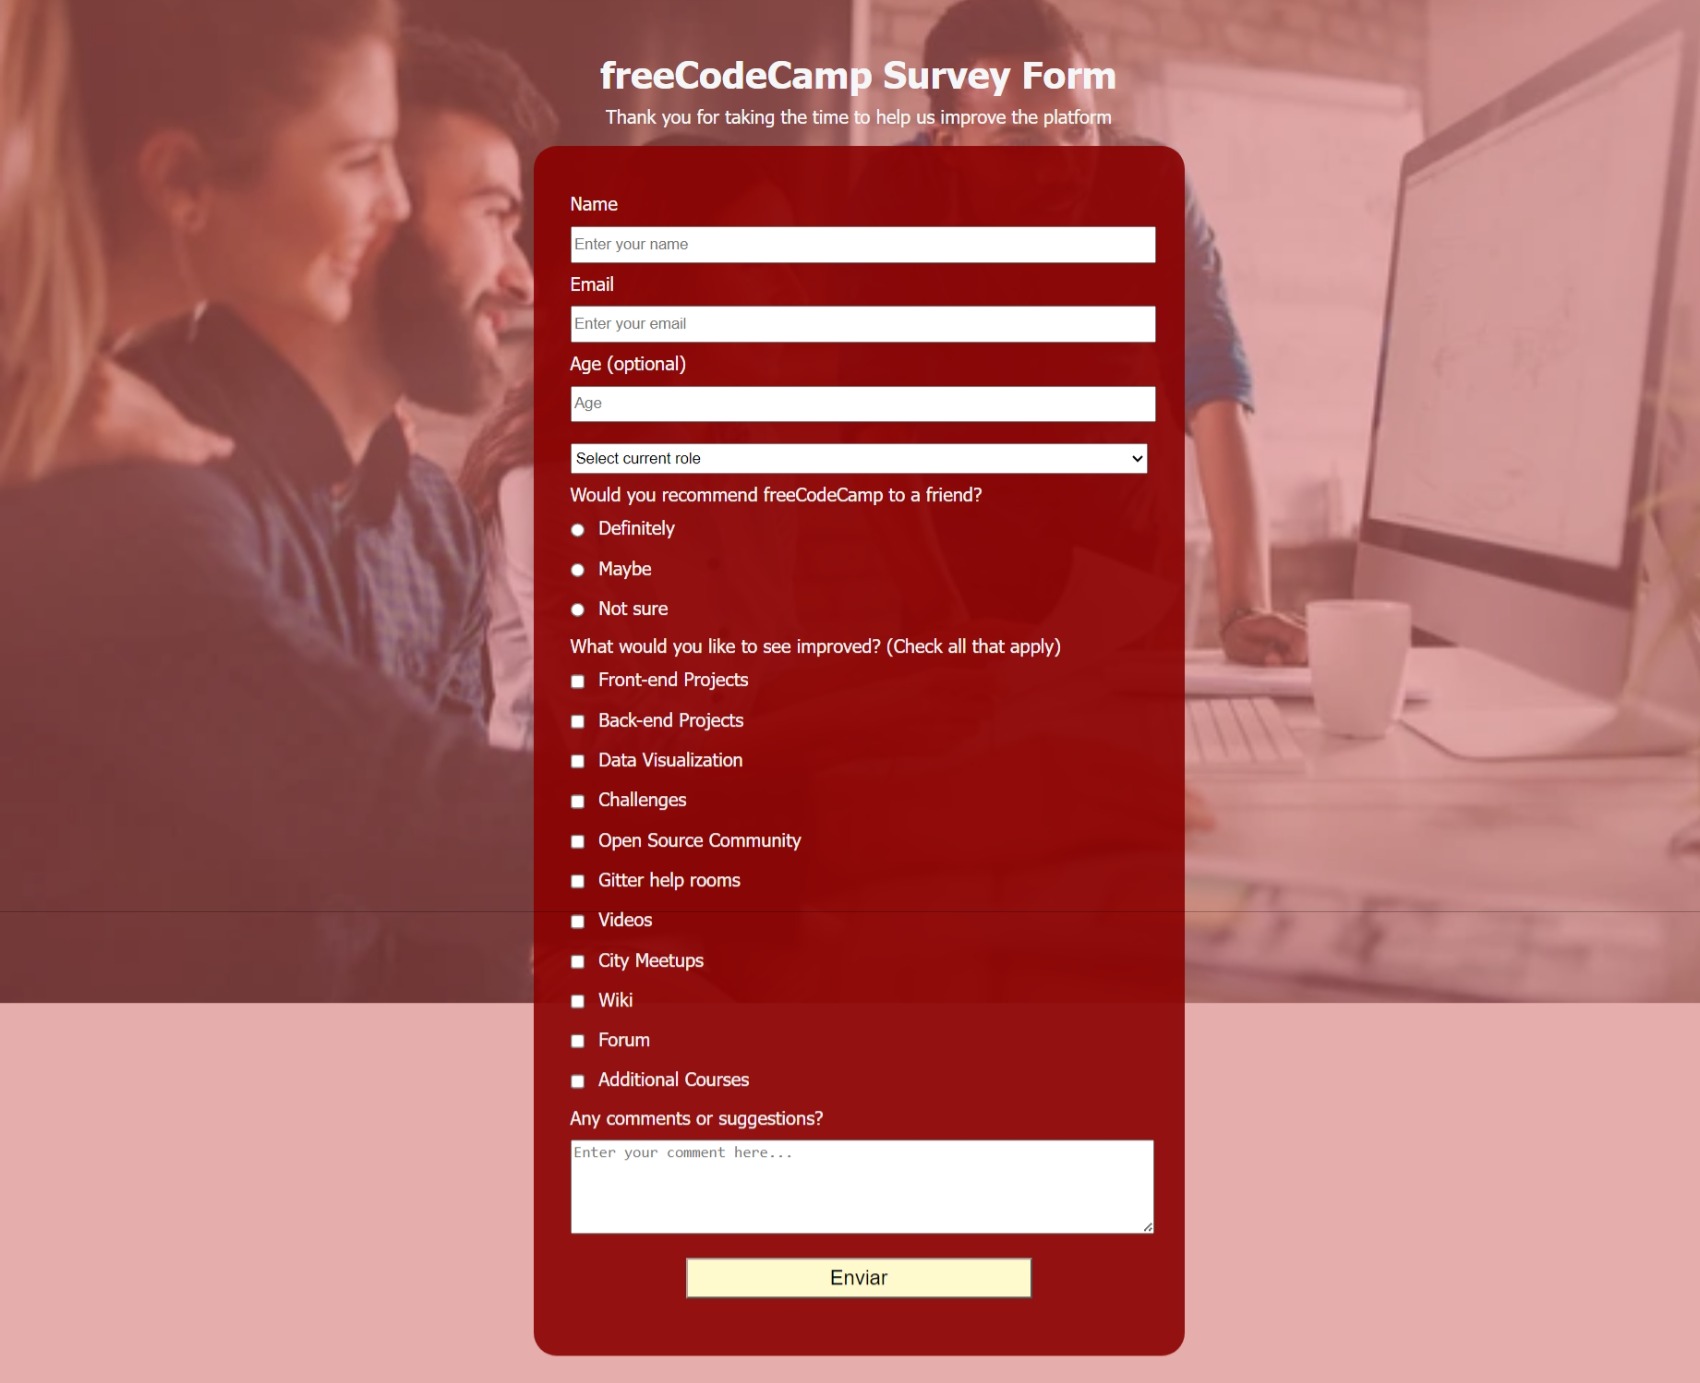 freeCodeCamp Survey Form
Thank you for taking the time to help us improve the platform
Name
Enter your name
Email
Enter your email
Age (optional)
Age
Select current role
Would you recommend freeCodeCamp to a friend?
Definitely
Maybe
Not sure
What would you like to see improved? (Check all that apply)
Front-end Projects
Back-end Projects
Data Visualization
Challenges
Open Source Community
Gitter help rooms
Videos
City Meetups
Wiki
Forum
Additional Courses
Any comments or suggestions?
Enter your comment here...
Enviar